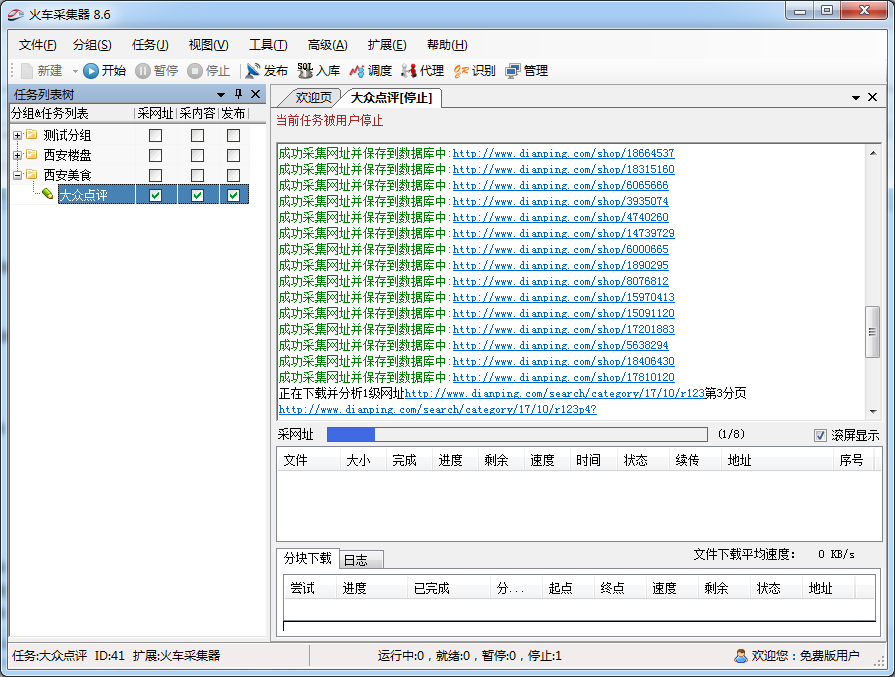 火车采集器 8.6
文件(F) 分组(S) 任务(J) 视图(V) 工具(T) 高级(A) 扩展(E) 帮助(H)
新建 开始 暂停 停止 发布 SQL 入库 调度 代理 识别 管理
任务列表树
分组&任务列表 采网址 采内容 发布
测试分组
西安楼盘
西安美食
大众点评
欢迎页 大众点评[停止]
当前任务被用户停止
成功采集网址并保存到数据库中:http://www.dianping.com/shop/18664537
成功采集网址并保存到数据库中:http://www.dianping.com/shop/18315160
成功采集网址并保存到数据库中:http://www.dianping.com/shop/6065666
成功采集网址并保存到数据库中:http://www.dianping.com/shop/3935074
成功采集网址并保存到数据库中:http://www.dianping.com/shop/4740260
成功采集网址并保存到数据库中:http://www.dianping.com/shop/14739729
成功采集网址并保存到数据库中:http://www.dianping.com/shop/6000665
成功采集网址并保存到数据库中:http://www.dianping.com/shop/1890295
成功采集网址并保存到数据库中:http://www.dianping.com/shop/8076812
成功采集网址并保存到数据库中:http://www.dianping.com/shop/15970413
成功采集网址并保存到数据库中:http://www.dianping.com/shop/15091120
成功采集网址并保存到数据库中:http://www.dianping.com/shop/17201883
成功采集网址并保存到数据库中:http://www.dianping.com/shop/5638294
成功采集网址并保存到数据库中:http://www.dianping.com/shop/18406430
成功采集网址并保存到数据库中:http://www.dianping.com/shop/17810120
正在下载并分析1级网址http://www.dianping.com/search/category/17/10/r123第3分页
http://www.dianping.com/search/category/17/10/r123p4?
采网址 (1/8) 滚屏显示
文件 大小 完成 进度 剩余 速度 时间 状态 续传 地址 序号
分块下载 日志 文件下载平均速度: 0 KB/s
尝试 进度 已完成 分... 起点 终点 速度 剩余 状态 地址
任务:大众点评 ID:41 扩展:火车采集器 运行中:0，就绪:0，暂停:0，停止:1 欢迎您：免费版用户